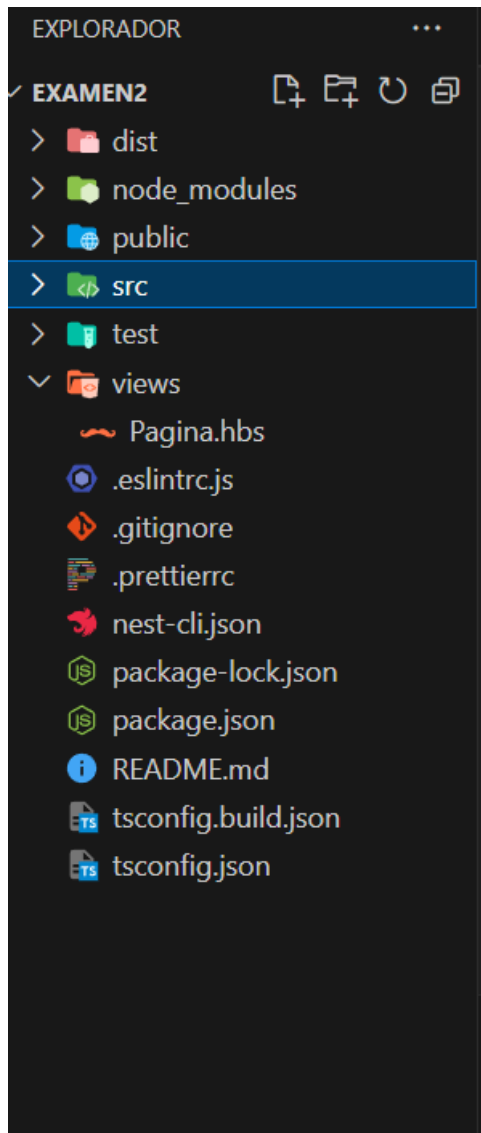 EXPLORADOR
EXAMEN2
dist
node_modules
public
src
test
views
Pagina.hbs
.eslintrc.js
.gitignore
.prettierrc
nest-cli.json
package-lock.json
package.json
README.md
tsconfig.build.json
tsconfig.json